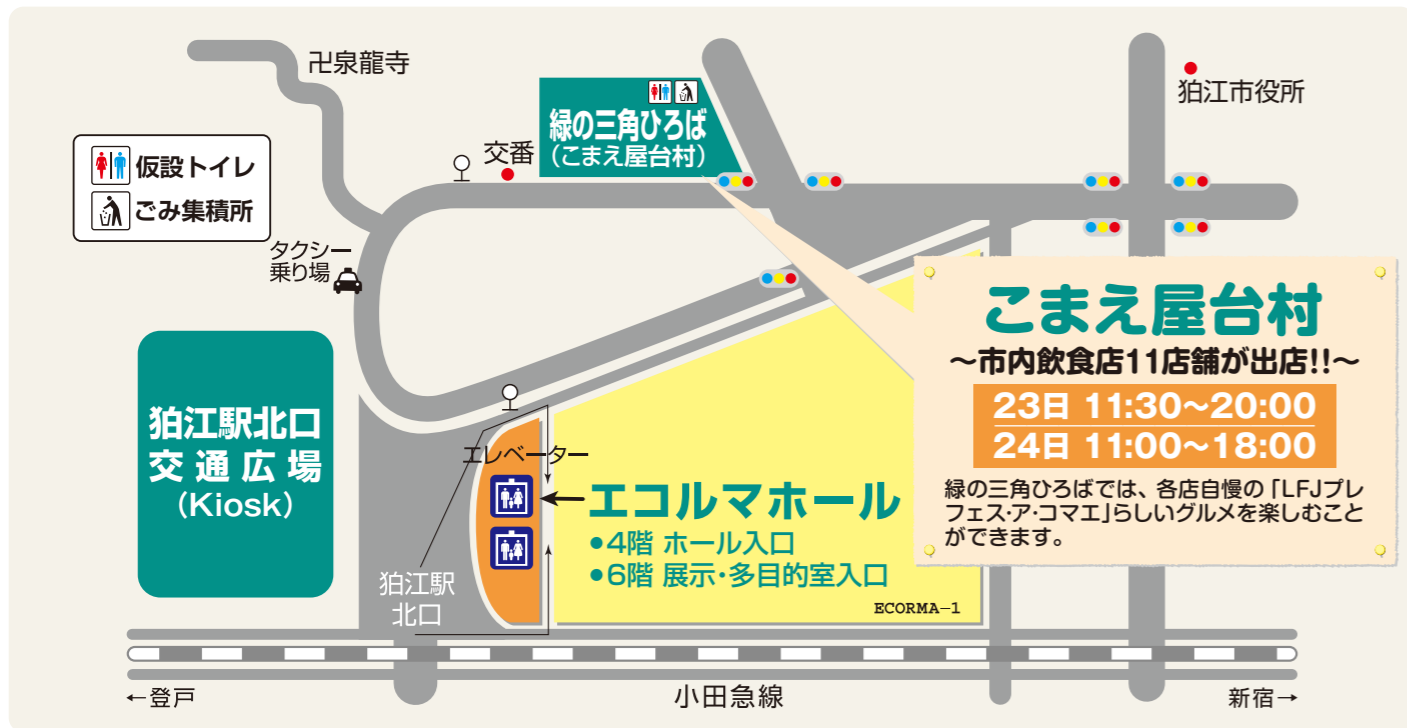 卍泉龍寺
狛江市役所
緑の三角ひろば
(こまえ屋台村)
交番
仮設トイレ
ごみ集積所
タクシー
乗り場
こまえ屋台村
〜市内飲食店11店舗が出店!!〜
23日 11:30〜20:00
24日 11:00〜18:00
緑の三角ひろばでは、各店自慢の「LFJプレ
フェス・ア・コマエ」らしいグルメを楽しむこと
ができます。
狛江駅北口
交通広場
(Kiosk)
エレベーター
エコルマホール
●4階 ホール入口
●6階 展示・多目的室入口
狛江駅
北口
ECORMA−1
←登戸
小田急線
新宿→